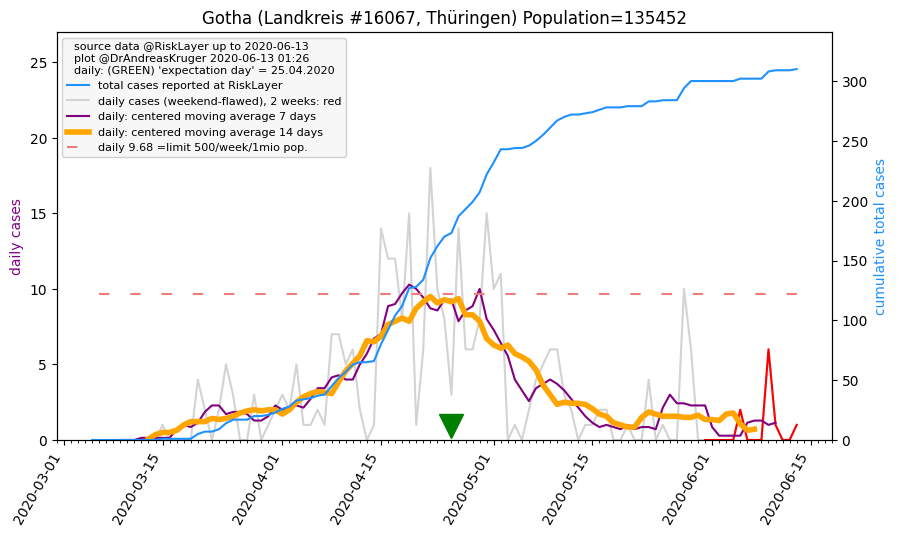 Gotha (Landkreis #16067, Thüringen) Population=135452
source data @RiskLayer up to 2020-06-13
plot @DrAndreasKruger 2020-06-13 01:26
daily: (GREEN) 'expectation day' = 25.04.2020
total cases reported at RiskLayer
daily cases (weekend-flawed), 2 weeks: red
daily: centered moving average 7 days
daily: centered moving average 14 days
daily 9.68 =limit 500/week/1mio pop.
daily cases
25
20
15
10
5
0
cumulative total cases
300
250
200
150
100
50
0
2020-03-01
2020-03-15
2020-04-01
2020-04-15
2020-05-01
2020-05-15
2020-06-01
2020-06-15